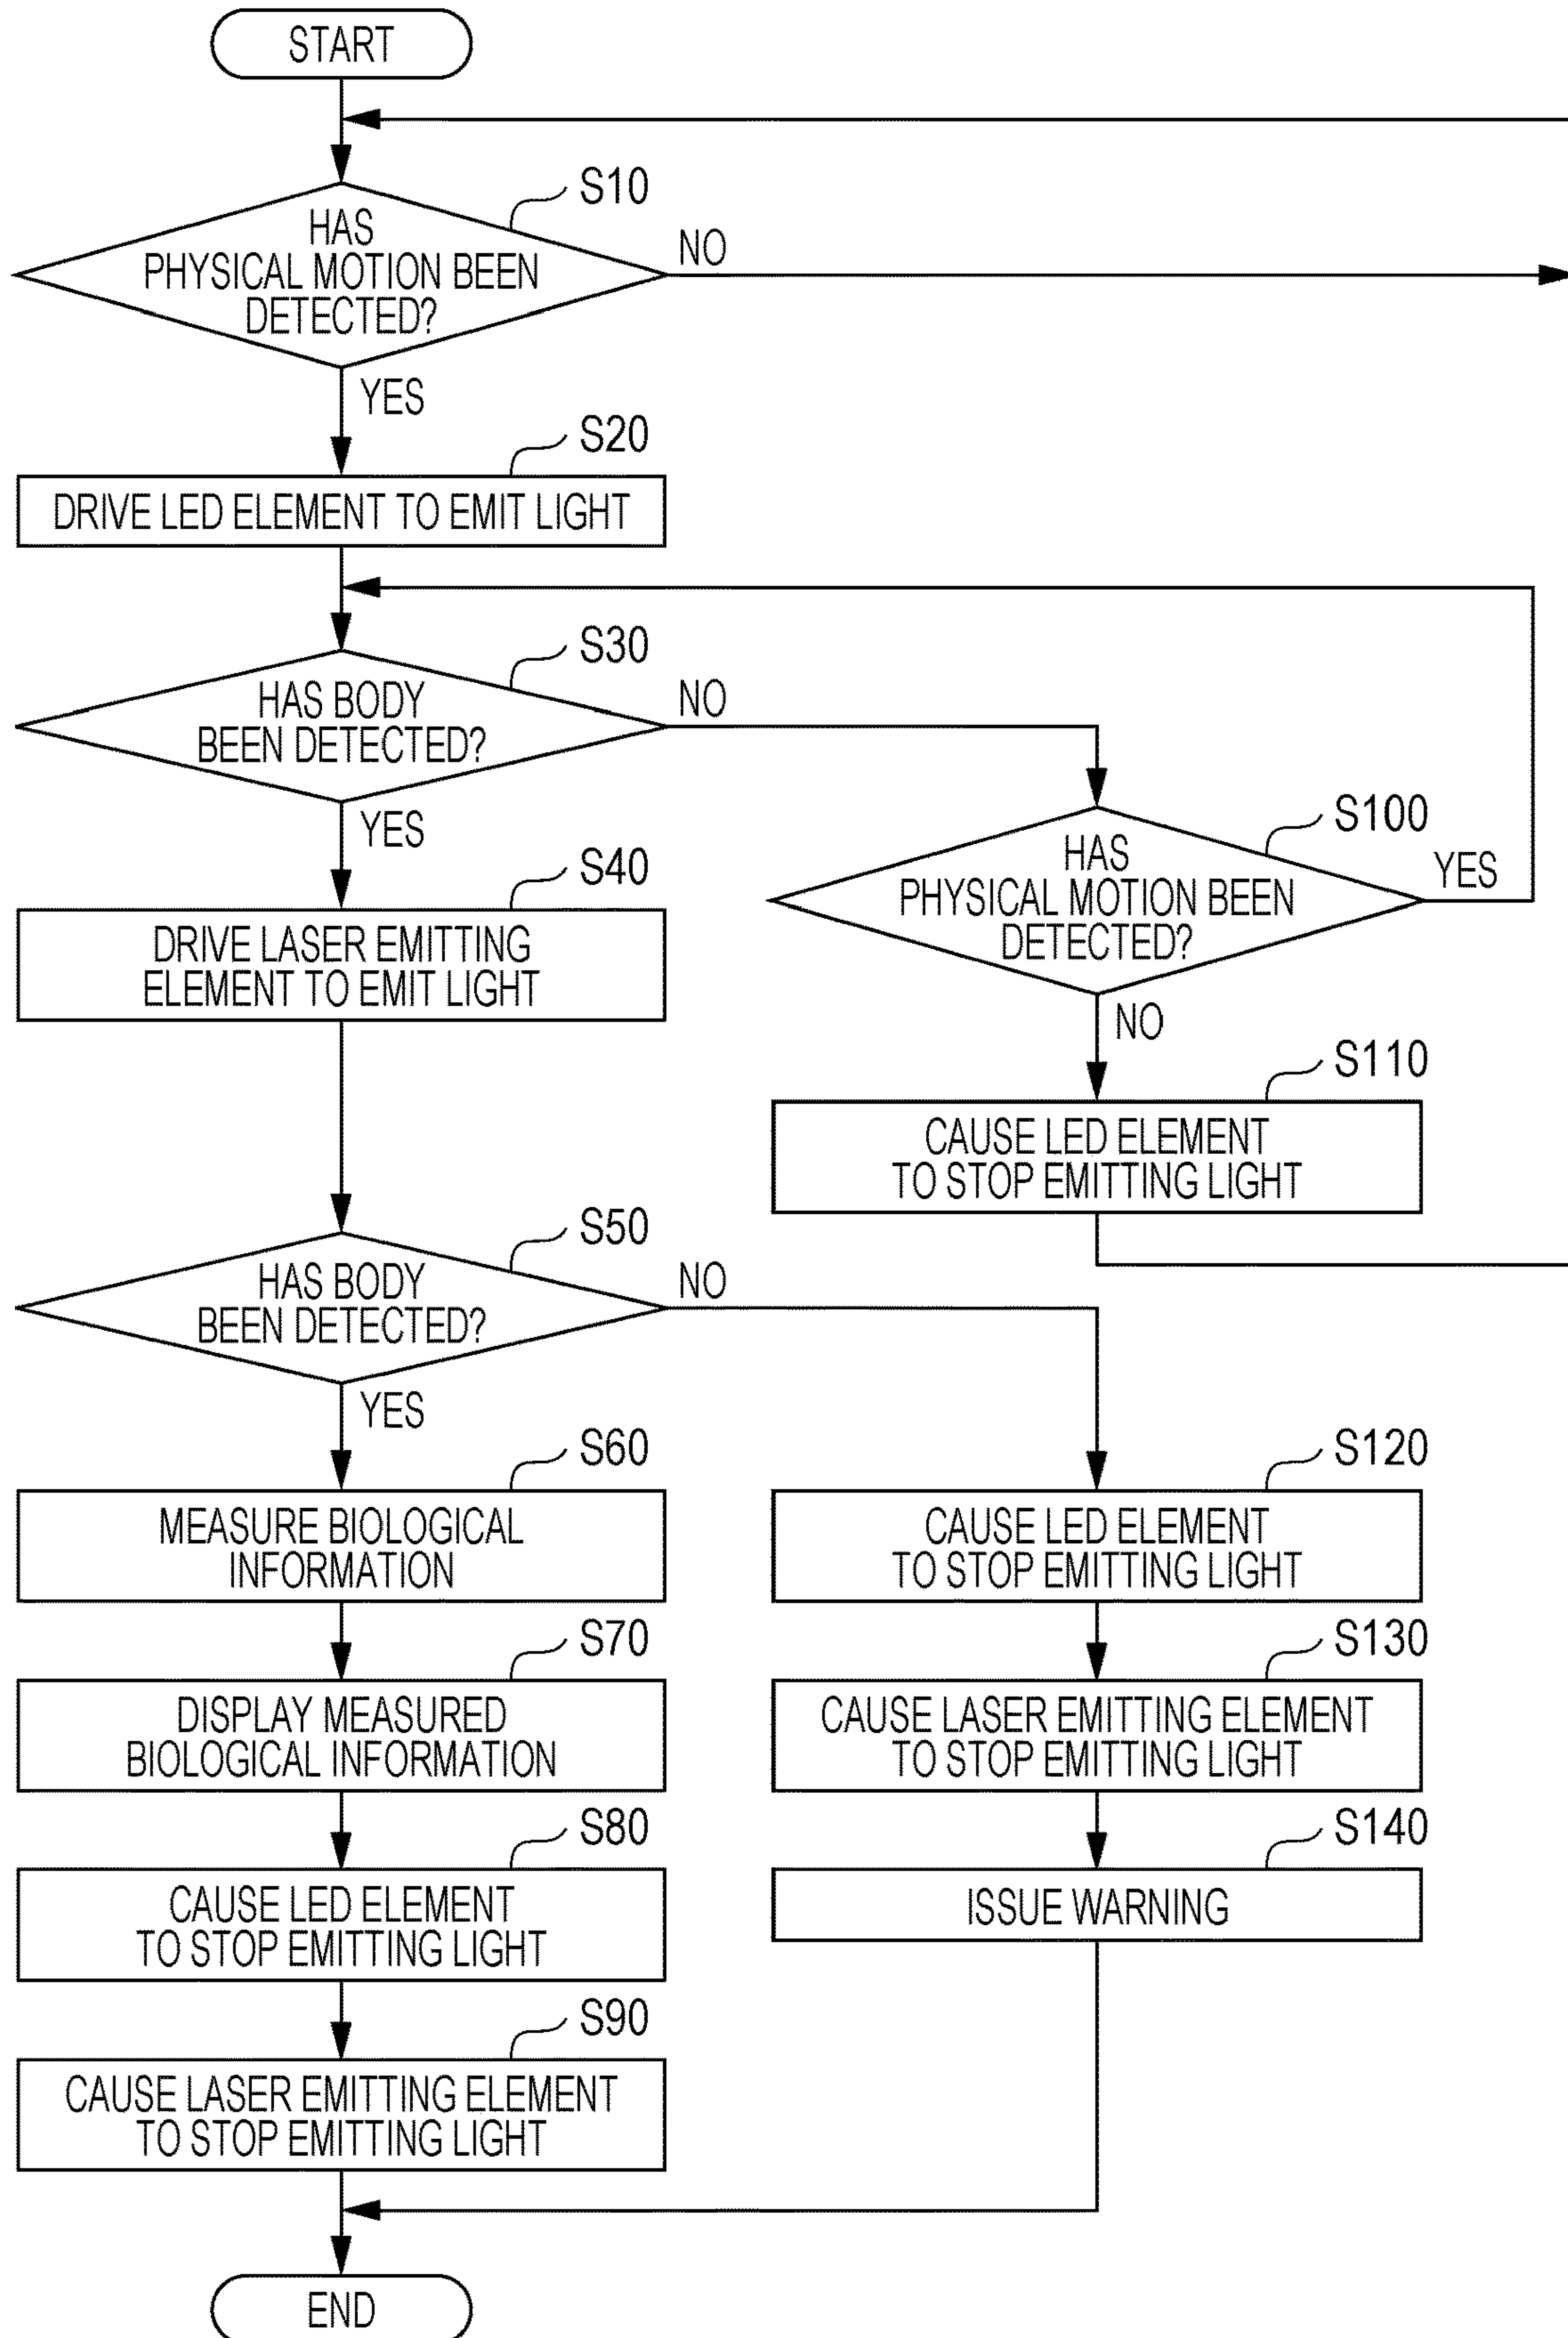 START
S10
HAS
PHYSICAL MOTION BEEN
DETECTED?
NO
YES
S20
DRIVE LED ELEMENT TO EMIT LIGHT
S30
HAS BODY
BEEN DETECTED?
NO
YES
S100
HAS
PHYSICAL MOTION BEEN
DETECTED?
YES
NO
S40
DRIVE LASER EMITTING
ELEMENT TO EMIT LIGHT
S110
CAUSE LED ELEMENT
TO STOP EMITTING LIGHT
S50
HAS BODY
BEEN DETECTED?
NO
YES
S60
MEASURE BIOLOGICAL
INFORMATION
S70
DISPLAY MEASURED
BIOLOGICAL INFORMATION
S80
CAUSE LED ELEMENT
TO STOP EMITTING LIGHT
S90
CAUSE LASER EMITTING ELEMENT
TO STOP EMITTING LIGHT
S120
CAUSE LED ELEMENT
TO STOP EMITTING LIGHT
S130
CAUSE LASER EMITTING ELEMENT
TO STOP EMITTING LIGHT
S140
ISSUE WARNING
END